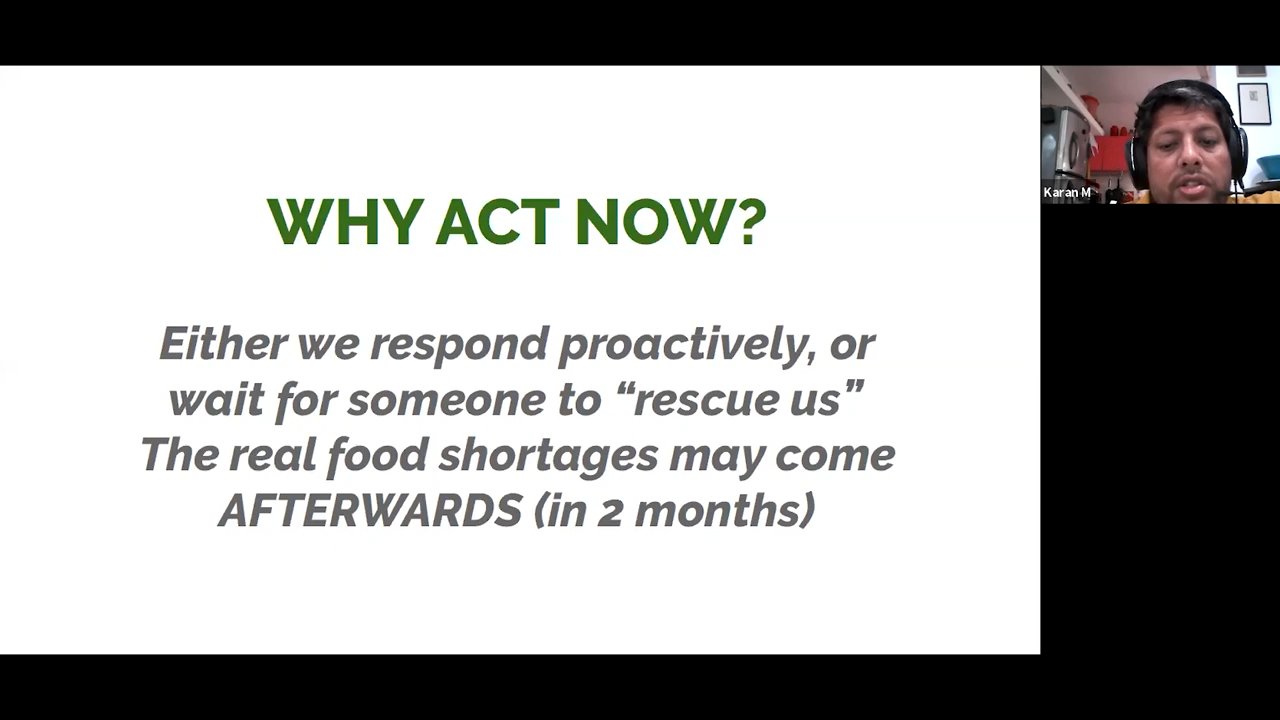 WHY ACT NOW?
Either we respond proactively, or
wait for someone to “rescue us”
The real food shortages may come
AFTERWARDS (in 2 months)
Karan M